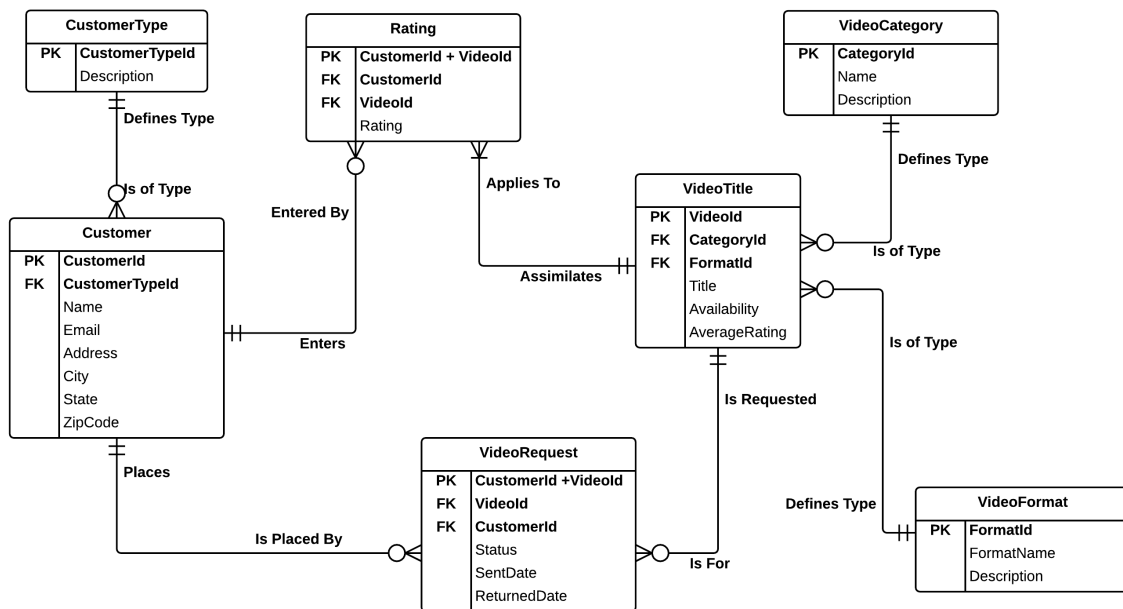 CustomerType
PK CustomerTypeId
Description
Defines Type
Is of Type
Rating
PK CustomerId + VideoId
FK CustomerId
FK VideoId
Rating
Entered By
Enters
Applies To
Assimilates
VideoCategory
PK CategoryId
Name
Description
Defines Type
Is of Type
VideoTitle
PK VideoId
FK CategoryId
FK FormatId
Title
Availability
AverageRating
Is of Type
Defines Type
Is Requested
Is For
Customer
PK CustomerId
FK CustomerTypeId
Name
Email
Address
City
State
ZipCode
Places
Is Placed By
VideoRequest
PK CustomerId +VideoId
FK VideoId
FK CustomerId
Status
SentDate
ReturnedDate
VideoFormat
PK FormatId
FormatName
Description